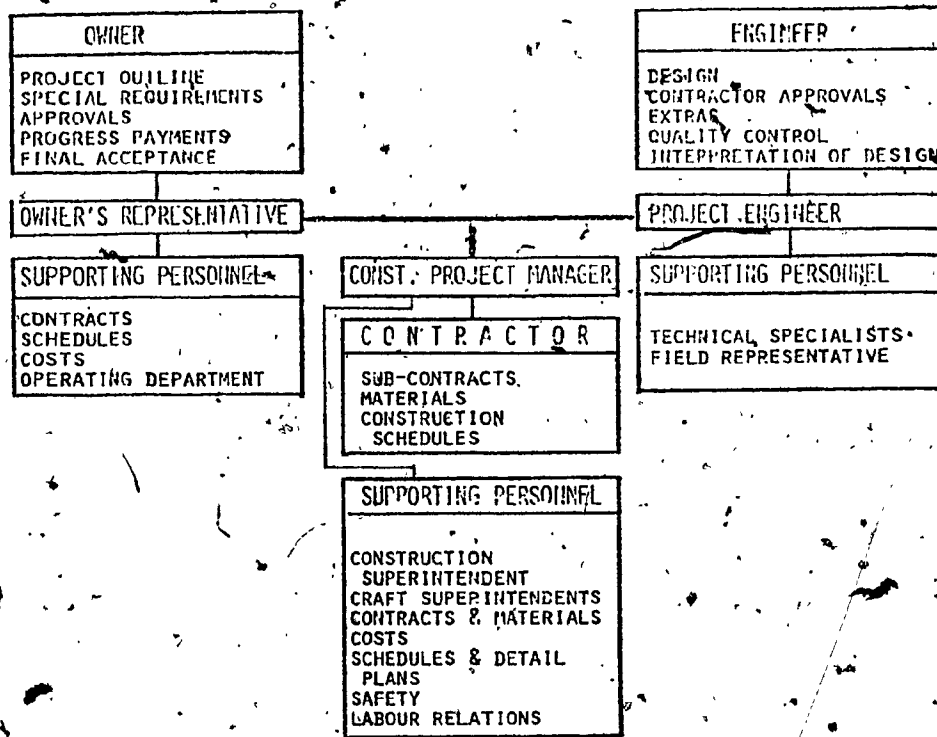 OWNER
PROJECT OUTLINE
SPECIAL REQUIREMENTS
APPROVALS
PROGRESS PAYMENTS
FINAL ACCEPTANCE
ENGINEER
DESIGN
CONTRACTOR APPROVALS
EXTRAS
QUALITY CONTROL
INTERPRETATION OF DESIGN
OWNER'S REPRESENTATIVE
PROJECT ENGINEER
SUPPORTING PERSONNEL
CONTRACTS
SCHEDULES
COSTS
OPERATING DEPARTMENT
CONST. PROJECT MANAGER
CONTRACTOR
SUB-CONTRACTS
MATERIALS
CONSTRUCTION
SCHEDULES
SUPPORTING PERSONNEL
TECHNICAL SPECIALISTS
FIELD REPRESENTATIVE
SUPPORTING PERSONNEL
CONSTRUCTION
SUPERINTENDENT
CRAFT SUPERINTENDENTS
CONTRACTS & MATERIALS
COSTS
SCHEDULES & DETAIL
PLANS
SAFETY
LABOUR RELATIONS